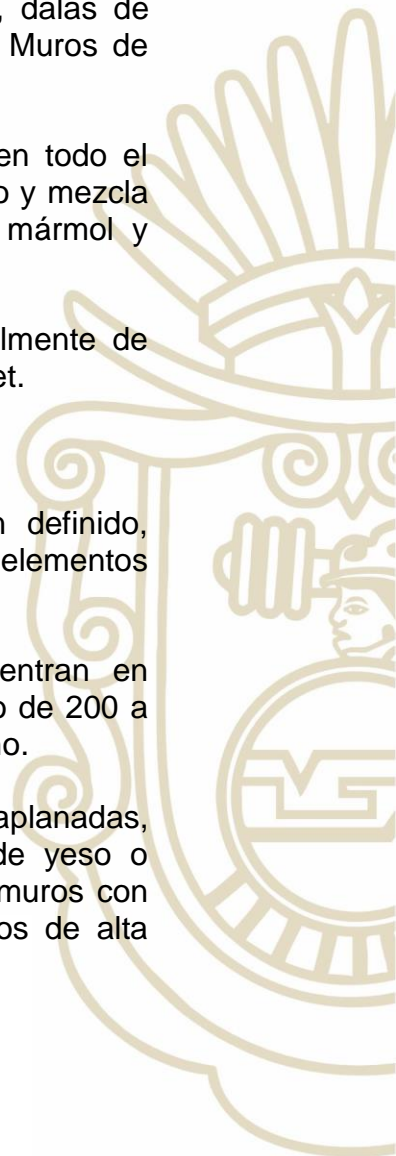 , dalas de
Muros de
en todo el
o y mezcla
mármol y
lmente de
et.
n definido,
elementos
entran en
o de 200 a
no.
aplanadas,
de yeso o
muros con
os de alta